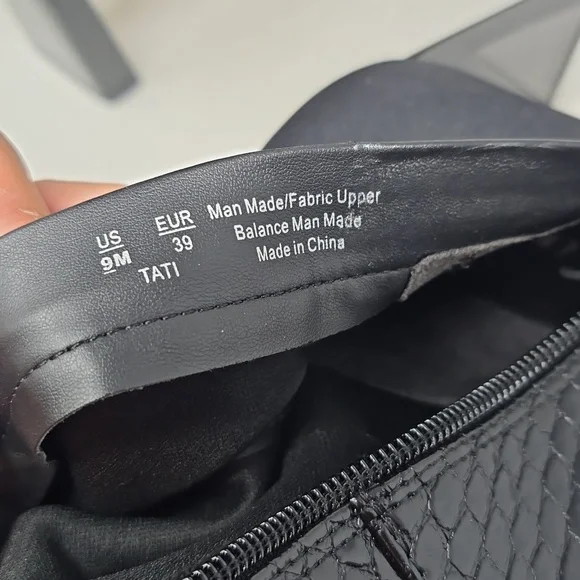 US EUR Man Made/Fabric Upper
9M 39 Balance Man Made
TATI Made in China